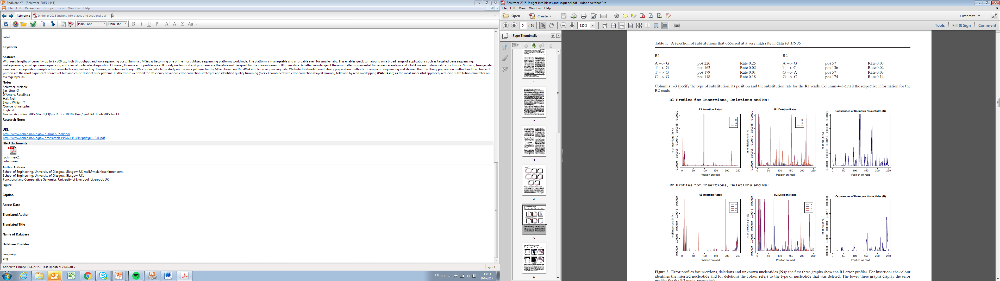 EndNote X7 - [Schirmer, 2015 #444]
File Edit References Groups Tools Window Help
Reference Schirmer-2015-Insight into biases and sequenci.pdf
Plain Font Plain Size B I U P A¹ A₁ Σ Aa
Label
Keywords
Abstract
With read lengths of currently up to 2 x 300 bp, high throughput and low sequencing costs Illumina's MiSeq is becoming one of the most utilized sequencing platforms worldwide. The platform is manageable and affordable even for smaller labs. This enables quick turnaround on a broad range of applications such as targeted gene sequencing,
metagenomics, small genome sequencing and clinical molecular diagnostics. However, Illumina error profiles are still poorly understood and programs are therefore not designed for the idiosyncrasies of Illumina data. A better knowledge of the error patterns is essential for sequence analysis and vital if we are to draw valid conclusions. Studying true genetic
variation in a population sample is fundamental for understanding diseases, evolution and origin. We conducted a large study on the error patterns for the MiSeq based on 16S rRNA amplicon sequencing data. We tested state-of-the-art library preparation methods for amplicon sequencing and showed that the library preparation method and the choice of
primers are the most significant sources of bias and cause distinct error patterns. Furthermore we tested the efficiency of various error correction strategies and identified quality trimming (Sickle) combined with error correction (BayesHammer) followed by read overlapping (PANDAseq) as the most successful approach, reducing substitution error rates on
average by 93%.
Notes
Schirmer, Melanie
Ijaz, Umer Z
D'Amore, Rosalinda
Hall, Neil
Sloan, William T
Quince, Christopher
England
Nucleic Acids Res. 2015 Mar 31;43(6):e37. doi: 10.1093/nar/gku1341. Epub 2015 Jan 13.
Research Notes
URL
http://www.ncbi.nlm.nih.gov/pubmed/25586220
http://www.ncbi.nlm.nih.gov/pmc/articles/PMC4381044/pdf/gku1341.pdf
File Attachments
Schirmer-2...
into biases ...
Author Address
School of Engineering, University of Glasgow, Glasgow, UK mail@melanieschirmer.com.
School of Engineering, University of Glasgow, Glasgow, UK.
Functional and Comparative Genomics, University of Liverpool, Liverpool, UK.
Figure
Caption
Access Date
Translated Author
Translated Title
Name of Database
Database Provider
Language
eng
Added to Library: 23-4-2015 Last Updated: 23-4-2015
Layout
EN
15:33
9-6-2017
Schirmer-2015-Insight into biases and sequenci.pdf - Adobe Acrobat Pro
File Edit View Window Help
Open Create Customize
5 / 16 125% Tools Fill & Sign Comment
Page Thumbnails
1
2
3
4
5
6
Table 1. A selection of substitutions that occurred at a very high rate in data set DS 35
R1 R2
A −> G pos 226 Rate 0.25 A −> G pos 57 Rate 0.03
T −> G pos 162 Rate 0.02 T −> C pos 136 Rate 0.02
T −> G pos 179 Rate 0.01 G −> A pos 57 Rate 0.03
C −> G pos 118 Rate 0.18 G −> C pos 174 Rate 0.14
Columns 1–3 specify the type of substitution, its position and the substitution rate for the R1 reads. Columns 4–6 detail the respective information for the
R2 reads.
R1 Profiles for Insertions, Deletions and Ns:
R1 Insertion Rates
nr of insertions (in %)
0.00000 0.00005 0.00010 0.00015 0.00020
A
T
G
C
0 50 100 150 200 250
Position on read
R1 Deletion Rates
nr of deletions (in %)
0.00000 0.00005 0.00010 0.00015 0.00020
A
T
G
C
0 50 100 150 200 250
Position on read
Occurences of Unknown Nucleotides (N)
nr of Ns (in %)
0.00000 0.00005 0.00010 0.00015 0.00020
0 50 100 150 200 250
Position on read
R2 Profiles for Insertions, Deletions and Ns:
R2 Insertion Rates
nr of insertions (in %)
0.00000 0.00005 0.00010 0.00015 0.00020
A
T
G
C
0 50 100 150 200 250
Position on read
R2 Deletion Rates
nr of deletions (in %)
0.00000 0.00005 0.00010 0.00015 0.00020
A
T
G
C
0 50 100 150 200 250
Position on read
Occurences of Unknown Nucleotides (N)
nr of Ns (in %)
0.00000 0.00005 0.00010 0.00015 0.00020
0 50 100 150 200 250
Position on read
Figure 2. Error profiles for insertions, deletions and unknown nucleotides (Ns): the first three graphs show the R1 error profiles. For insertions the colour
identifies the inserted nucleotide and for deletions the colour refers to the type of nucleotide that was deleted. The lower three graphs display the error
profiles for the R2 reads, respectively.